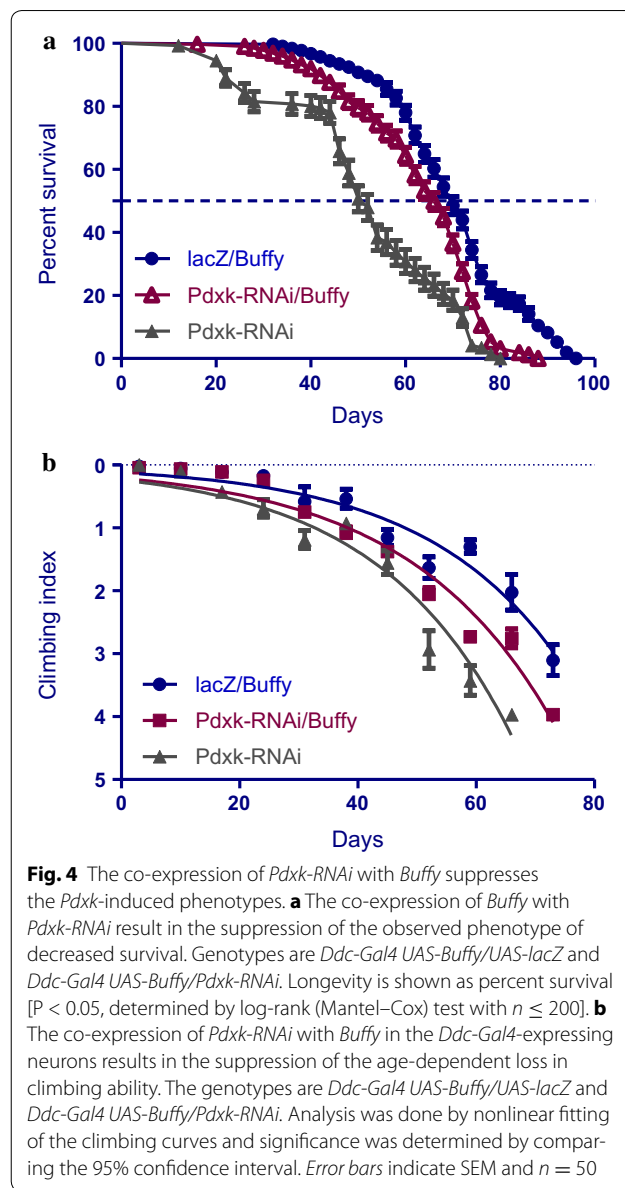 a
100
80
60
40
20
0
Percent survival
lacZ/Buffy
Pdxk-RNAi/Buffy
Pdxk-RNAi
0 20 40 60 80 100
Days
b
0
1
2
3
4
5
Climbing index
lacZ/Buffy
Pdxk-RNAi/Buffy
Pdxk-RNAi
0 20 40 60 80
Days
Fig. 4 The co-expression of Pdxk-RNAi with Buffy suppresses
the Pdxk-induced phenotypes. a The co-expression of Buffy with
Pdxk-RNAi result in the suppression of the observed phenotype of
decreased survival. Genotypes are Ddc-Gal4 UAS-Buffy/UAS-lacZ and
Ddc-Gal4 UAS-Buffy/Pdxk-RNAi. Longevity is shown as percent survival
[P < 0.05, determined by log-rank (Mantel–Cox) test with n ≤ 200]. b
The co-expression of Pdxk-RNAi with Buffy in the Ddc-Gal4-expressing
neurons results in the suppression of the age-dependent loss in
climbing ability. The genotypes are Ddc-Gal4 UAS-Buffy/UAS-lacZ and
Ddc-Gal4 UAS-Buffy/Pdxk-RNAi. Analysis was done by nonlinear fitting
of the climbing curves and significance was determined by compar-
ing the 95% confidence interval. Error bars indicate SEM and n = 50